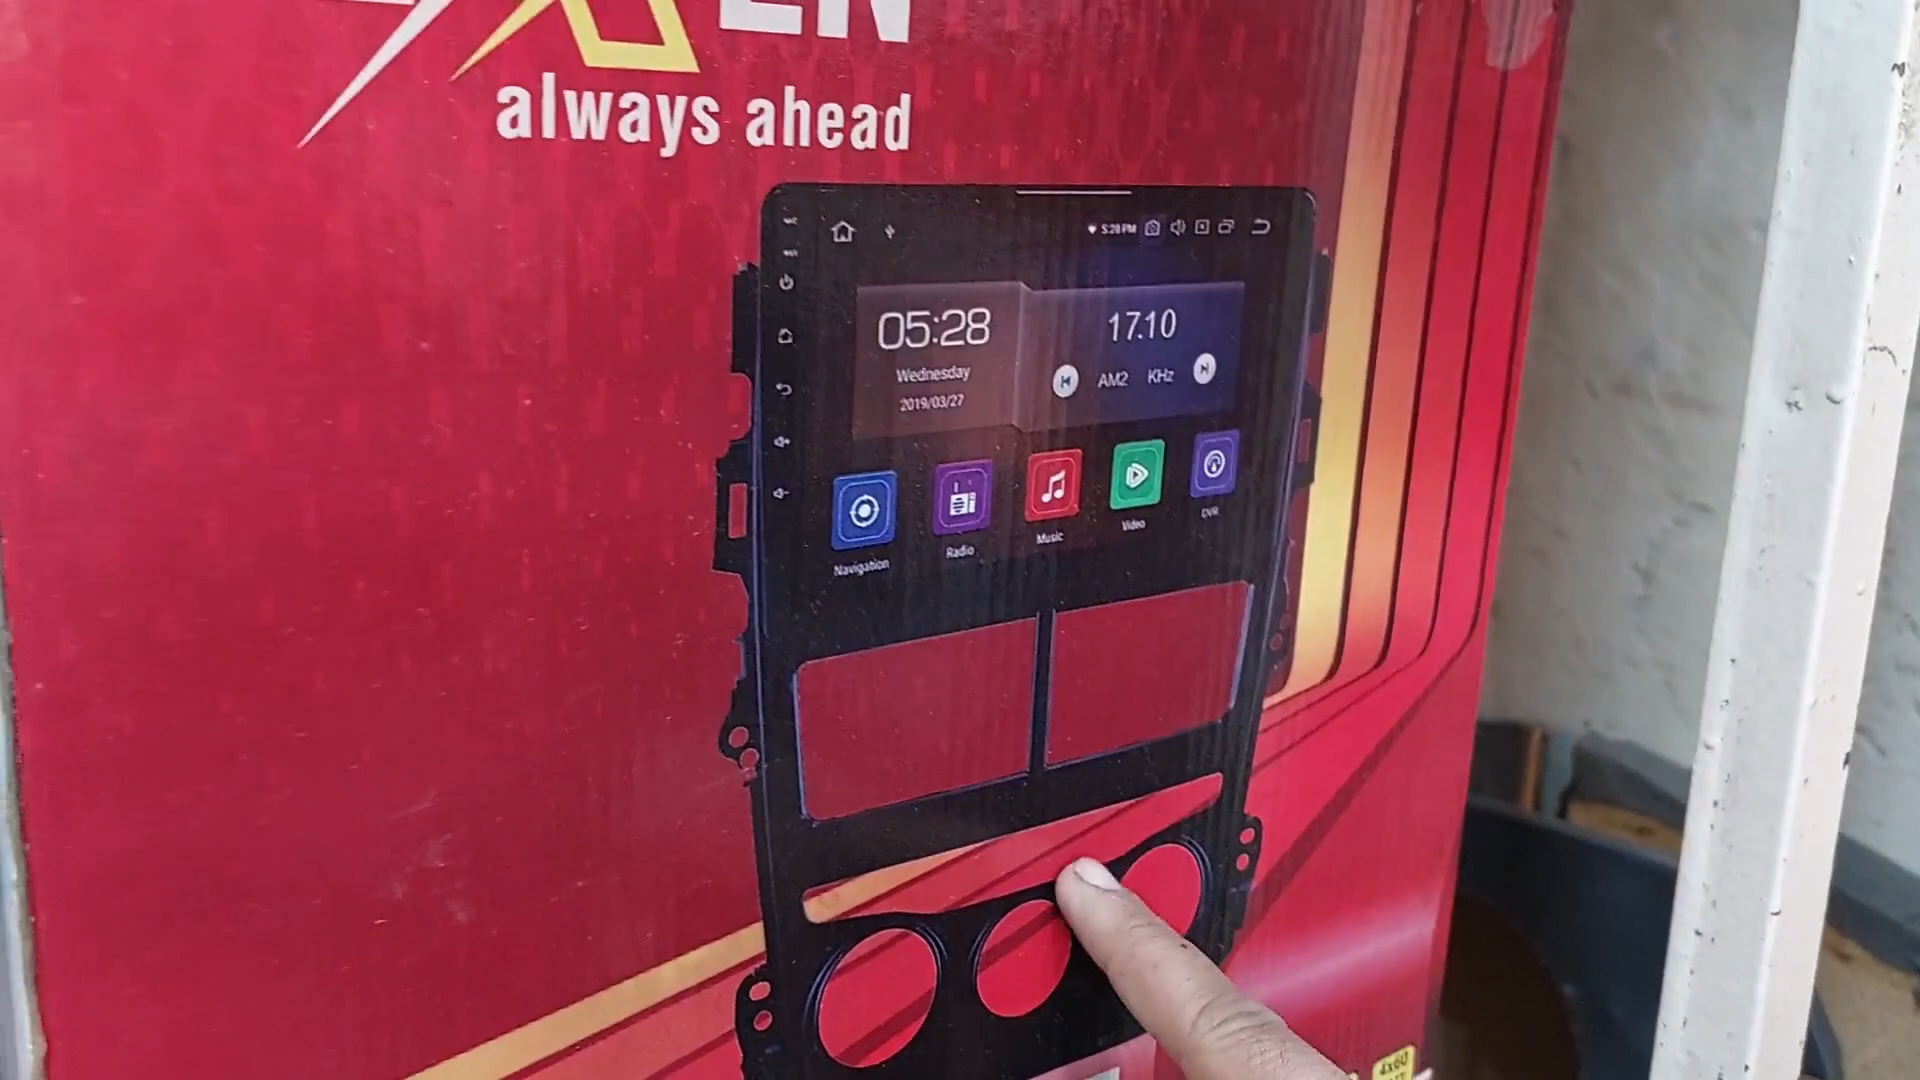 always ahead
5:28 PM
05:28
Wednesday
2019/03/27
17.10
AM2 KHz
Navigation
Radio
Music
Video
DVR
4x60